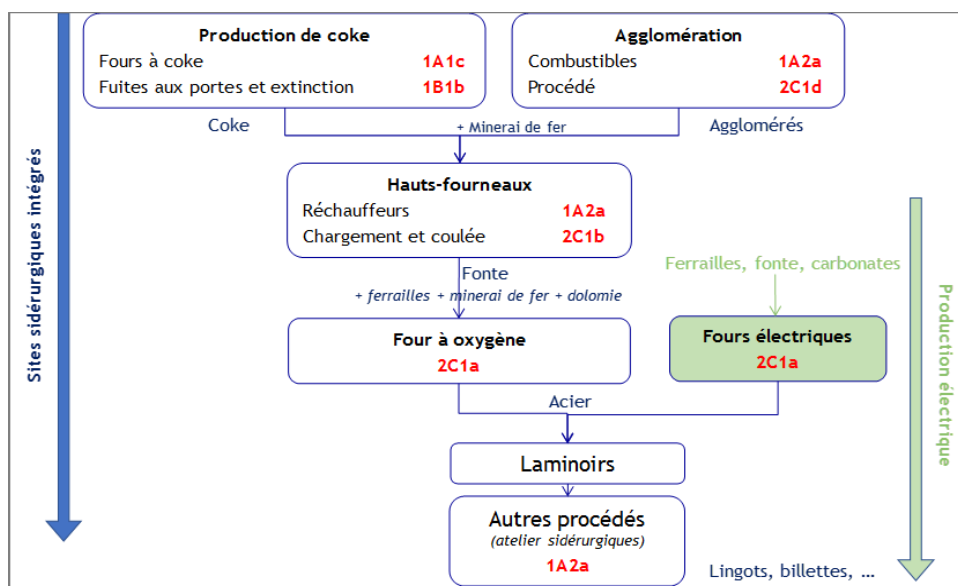 Production de coke
Fours à coke 1A1c
Fuites aux portes et extinction 1B1b
Agglomération
Combustibles 1A2a
Procédé 2C1d
Coke
+ Minerai de fer
Agglomérés
Sites sidérurgiques intégrés
Hauts-fourneaux
Réchauffeurs 1A2a
Chargement et coulée 2C1b
Fonte
+ ferrailles + minerai de fer + dolomie
Ferrailles, fonte, carbonates
Four à oxygène
2C1a
Fours électriques
2C1a
Production électrique
Acier
Laminoirs
Autres procédés
(atelier sidérurgiques)
1A2a
Lingots, billettes, ...